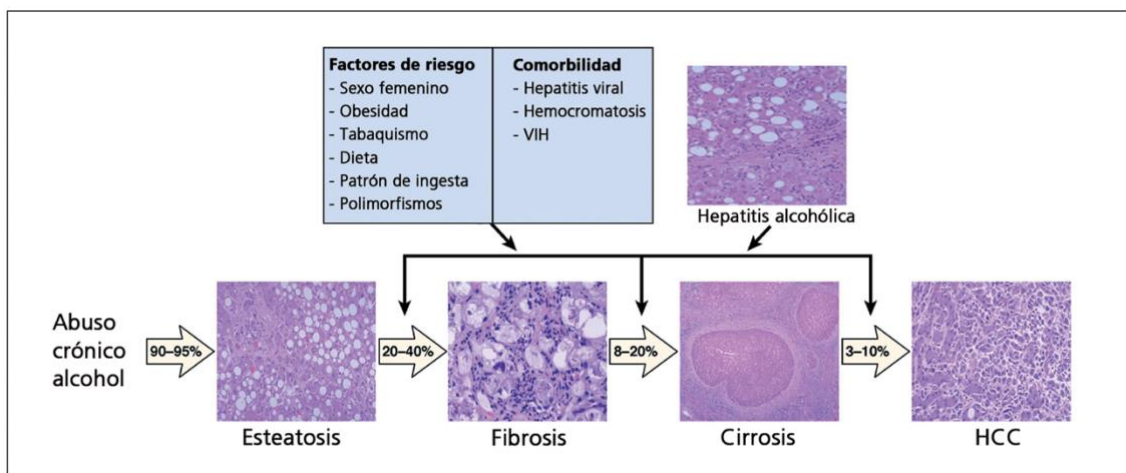 Factores de riesgo
- Sexo femenino
- Obesidad
- Tabaquismo
- Dieta
- Patrón de ingesta
- Polimorfismos
Comorbilidad
- Hepatitis viral
- Hemocromatosis
- VIH
Hepatitis alcohólica
Abuso
crónico
alcohol
90–95%
20–40%
8–20%
3–10%
Esteatosis
Fibrosis
Cirrosis
HCC